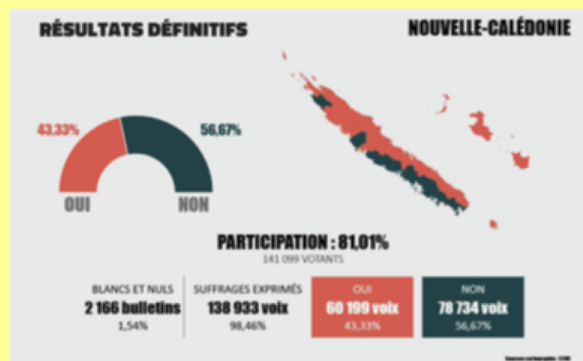 RÉSULTATS DÉFINITIFS
NOUVELLE-CALÉDONIE
43,33%
56,67%
OUI
NON
PARTICIPATION : 81,01%
141 099 VOTANTS
BLANCS ET NULS
2 166 bulletins
1,54%
SUFFRAGES EXPRIMÉS
138 933 voix
98,46%
OUI
60 199 voix
43,33%
NON
78 734 voix
56,67%